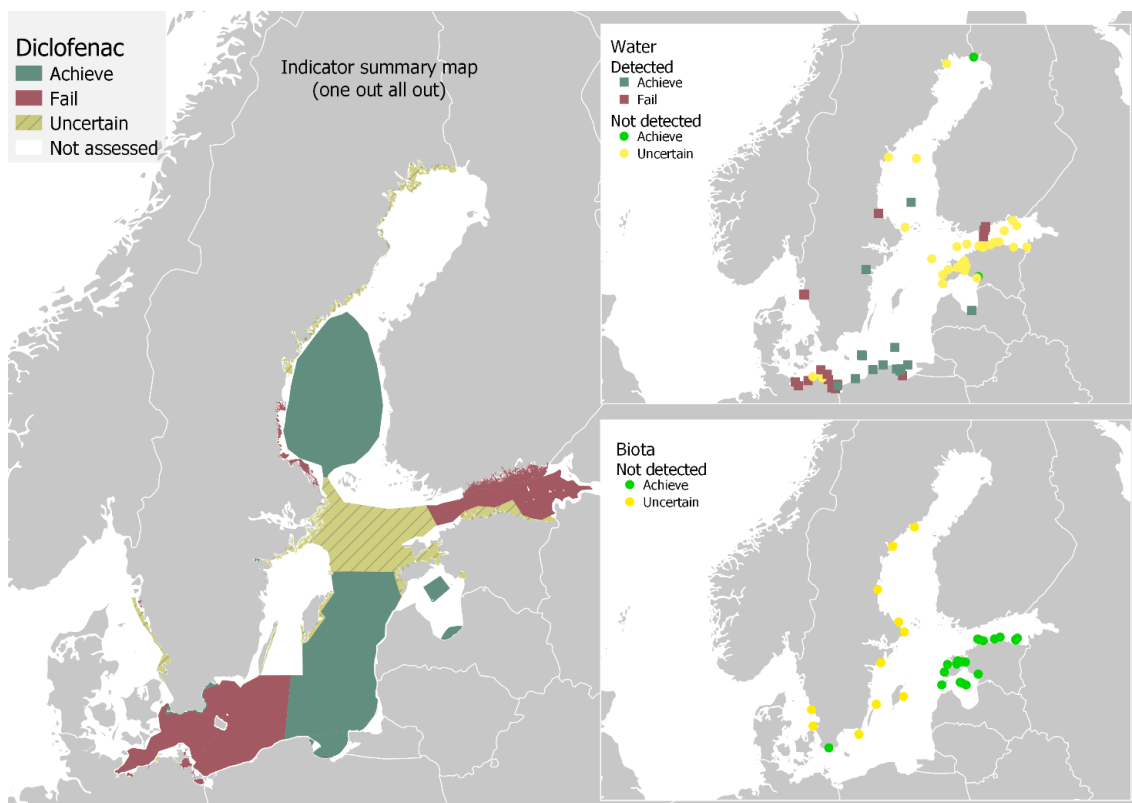 Diclofenac
Achieve
Fail
Uncertain
Not assessed
Indicator summary map
(one out all out)
Water
Detected
Achieve
Fail
Not detected
Achieve
Uncertain
Biota
Not detected
Achieve
Uncertain